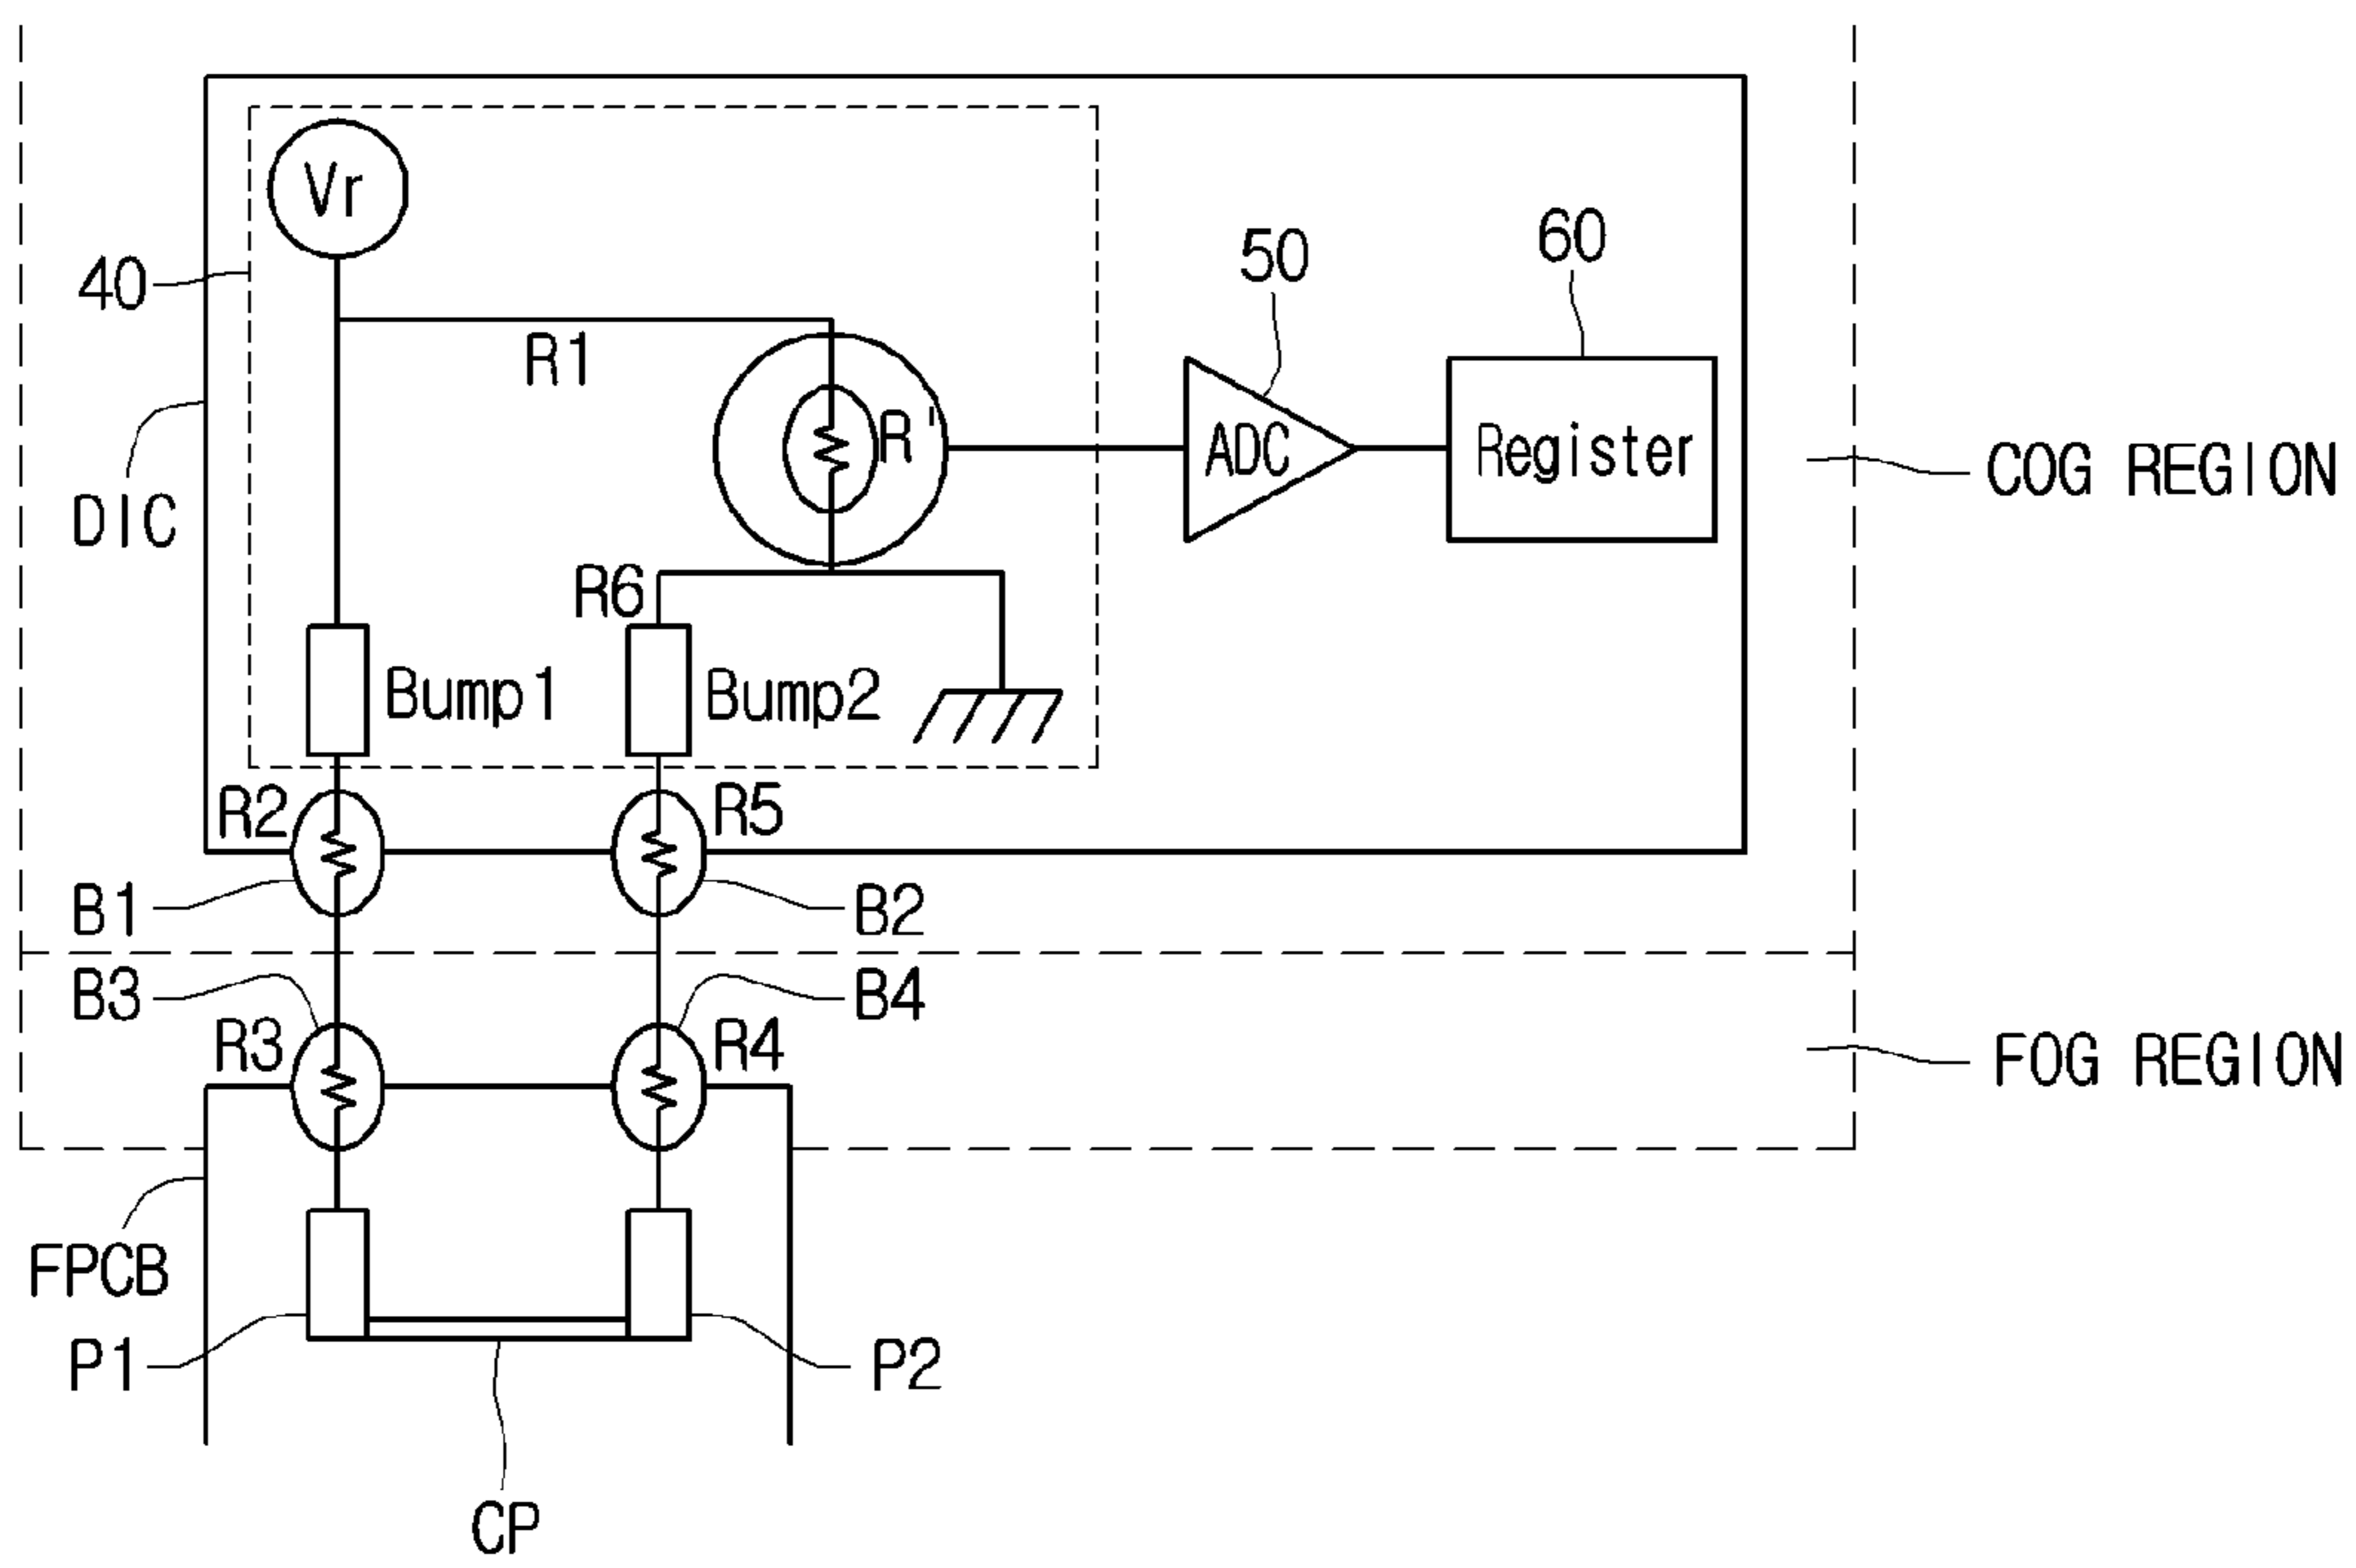 Vr
40
R1
R'
50
ADC
60
Register
COG REGION
DIC
R6
Bump1
Bump2
R2
R5
B1
B2
B3
B4
R3
R4
FOG REGION
FPCB
P1
P2
CP